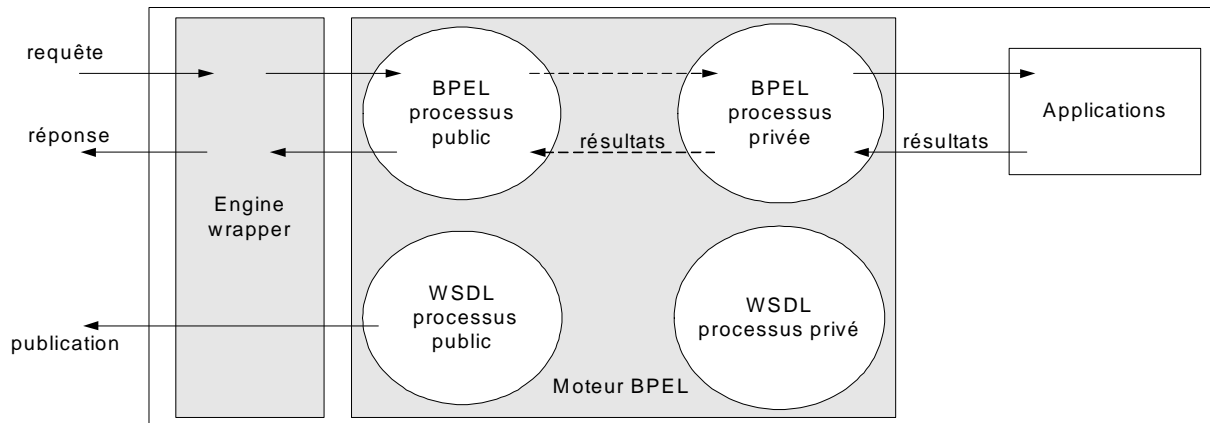 requête
réponse
publication
Engine
wrapper
BPEL
processus
public
résultats
BPEL
processus
privée
résultats
Applications
WSDL
processus
public
WSDL
processus privé
Moteur BPEL